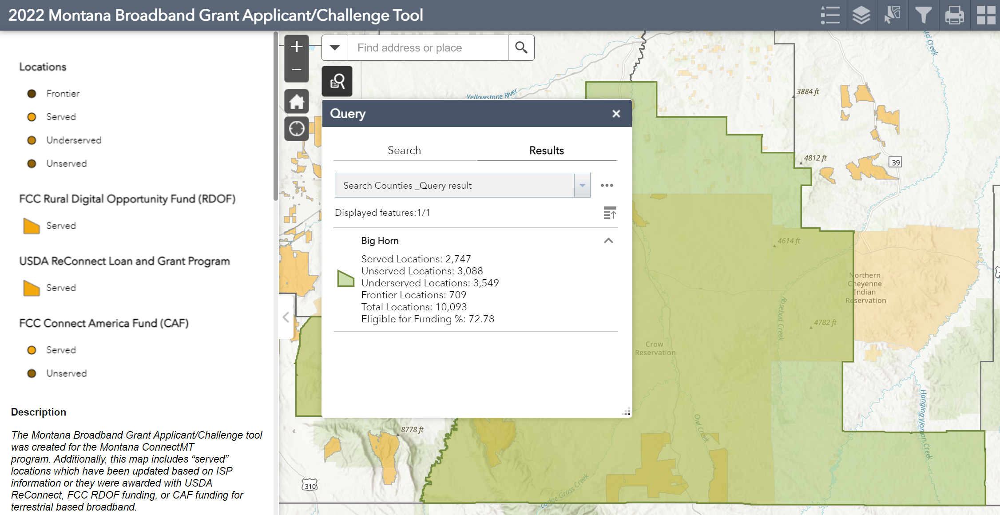 2022 Montana Broadband Grant Applicant/Challenge Tool
Locations
Frontier
Served
Underserved
Unserved
FCC Rural Digital Opportunity Fund (RDOF)
Served
USDA ReConnect Loan and Grant Program
Served
FCC Connect America Fund (CAF)
Served
Unserved
Description
The Montana Broadband Grant Applicant/Challenge tool
was created for the Montana ConnectMT
program. Additionally, this map includes “served”
locations which have been updated based on ISP
information or they were awarded with USDA
ReConnect, FCC RDOF funding, or CAF funding for
terrestrial based broadband.
Find address or place
Query
Search
Results
Search Counties _Query result
Displayed features:1/1
Big Horn
Served Locations: 2,747
Unserved Locations: 3,088
Underserved Locations: 3,549
Frontier Locations: 709
Total Locations: 10,093
Eligible for Funding %: 72.78
Yellowstone River
3884 ft
4812 ft
39
4614 ft
Northern
Cheyenne
Indian
Reservation
Rosebud Creek
4782 ft
Crow
Reservation
Hanging Woman Creek
Owl Creek
Lodge Grass Creek
8778 ft
310